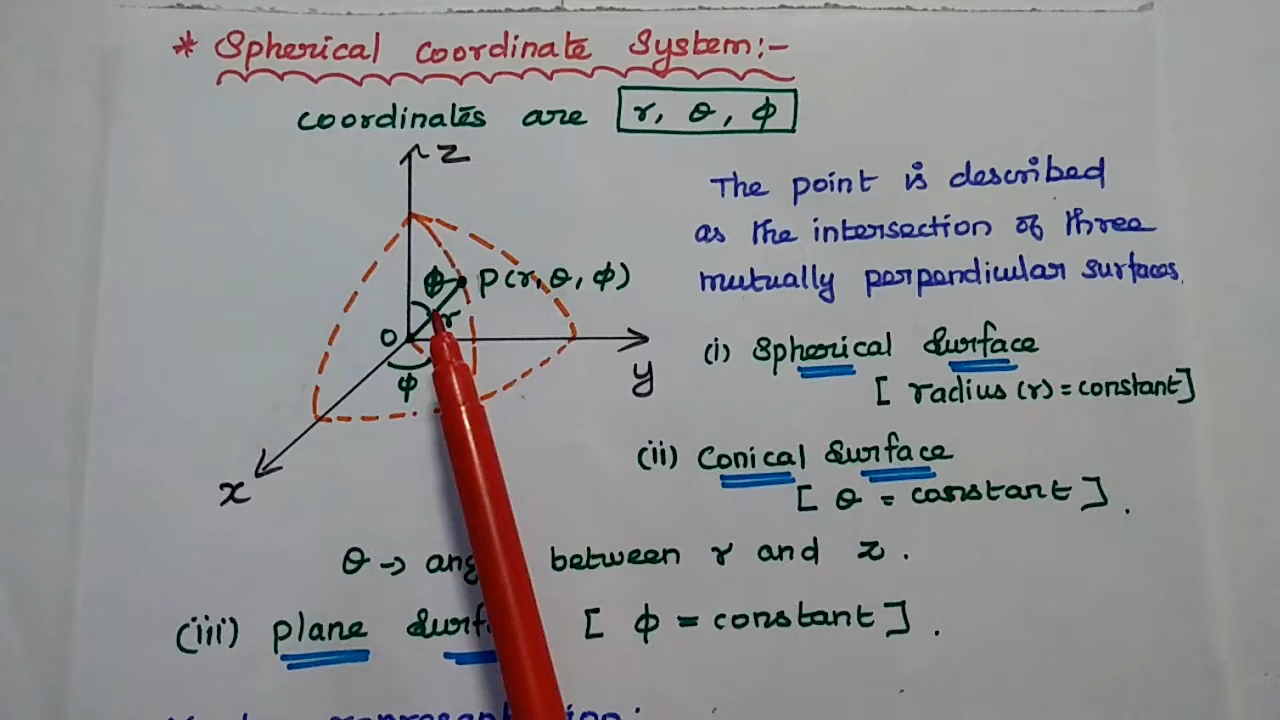 * Spherical coordinate System:-
coordinates are r, θ, φ
z
The point is described
as the intersection of three
mutually perpendicular surfaces.
θ P(r, θ, φ)
r
O
y
φ
x
(i) Spherical Surface
[ radius (r) = constant]
(ii) Conical Surface
[ θ = constant ].
θ → between r and z.
(iii) plane [ φ = constant ].